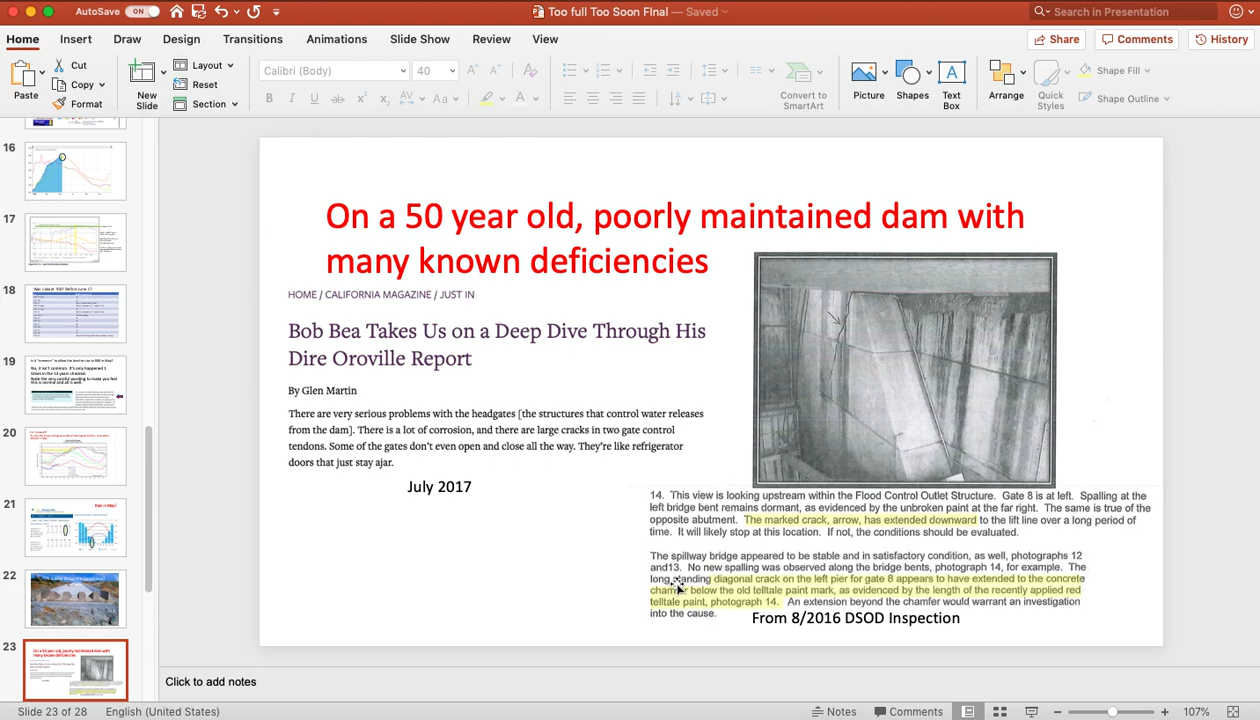 AutoSave ON Too full Too Soon FInal — Saved Search in Presentation
Home Insert Draw Design Transitions Animations Slide Show Review View Share Comments History
Paste Cut Copy Format
New Slide Layout Reset Section
Calibri (Body) 40
Convert to SmartArt
Picture Shapes Text Box Arrange Quick Styles Shape Fill Shape Outline
16
17
18
19
20
21
22
23
On a 50 year old, poorly maintained dam with
many known deficiencies
HOME / CALIFORNIA MAGAZINE / JUST IN
Bob Bea Takes Us on a Deep Dive Through His
Dire Oroville Report
By Glen Martin
There are very serious problems with the headgates [the structures that control water releases
from the dam]. There is a lot of corrosion, and there are large cracks in two gate control
tendons. Some of the gates don't even open and close all the way. They're like refrigerator
doors that just stay ajar.
July 2017
14. This view is looking upstream within the Flood Control Outlet Structure. Gate 8 is at left. Spalling at the
left bridge bent remains dormant, as evidenced by the unbroken paint at the far right. The same is true of the
opposite abutment. The marked crack, arrow, has extended downward to the lift line over a long period of
time. It will likely stop at this location. If not, the conditions should be evaluated.
The spillway bridge appeared to be stable and in satisfactory condition, as well, photographs 12
and13. No new spalling was observed along the bridge bents, photograph 14, for example. The
long standing diagonal crack on the left pier for gate 8 appears to have extended to the concrete
chamfer below the old telltale paint mark, as evidenced by the length of the recently applied red
telltale paint, photograph 14. An extension beyond the chamfer would warrant an investigation
into the cause.
From 8/2016 DSOD Inspection
Click to add notes
Slide 23 of 28 English (United States) Notes Comments 107%